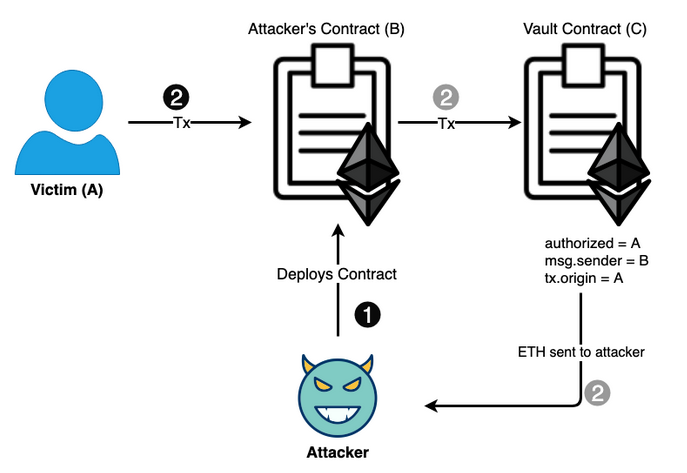 Attacker's Contract (B)
Vault Contract (C)
2
Tx
2
Tx
Victim (A)
authorized = A
msg.sender = B
tx.origin = A
Deploys Contract
1
ETH sent to attacker
2
Attacker